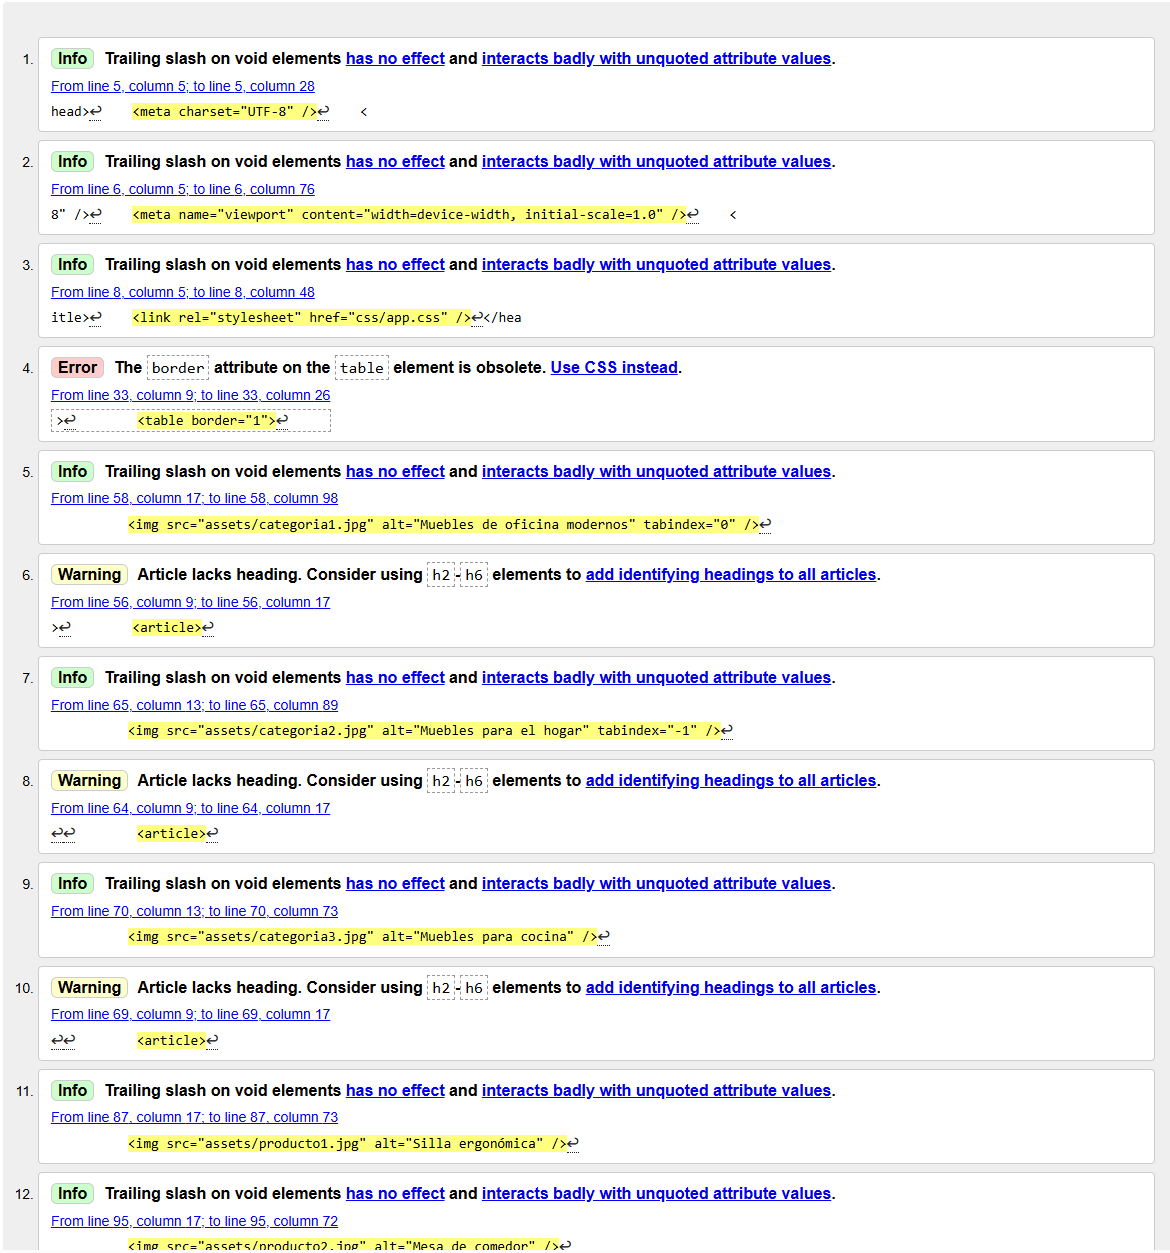 1. Info Trailing slash on void elements has no effect and interacts badly with unquoted attribute values.
From line 5, column 5; to line 5, column 28
head>↩ <meta charset="UTF-8" />↩ <
2. Info Trailing slash on void elements has no effect and interacts badly with unquoted attribute values.
From line 6, column 5; to line 6, column 76
8" />↩ <meta name="viewport" content="width=device-width, initial-scale=1.0" />↩ <
3. Info Trailing slash on void elements has no effect and interacts badly with unquoted attribute values.
From line 8, column 5; to line 8, column 48
itle>↩ <link rel="stylesheet" href="css/app.css" />↩</hea
4. Error The border attribute on the table element is obsolete. Use CSS instead.
From line 33, column 9; to line 33, column 26
>↩ <table border="1">↩
5. Info Trailing slash on void elements has no effect and interacts badly with unquoted attribute values.
From line 58, column 17; to line 58, column 98
<img src="assets/categoria1.jpg" alt="Muebles de oficina modernos" tabindex="0" />↩
6. Warning Article lacks heading. Consider using h2-h6 elements to add identifying headings to all articles.
From line 56, column 9; to line 56, column 17
>↩ <article>↩
7. Info Trailing slash on void elements has no effect and interacts badly with unquoted attribute values.
From line 65, column 13; to line 65, column 89
<img src="assets/categoria2.jpg" alt="Muebles para el hogar" tabindex="-1" />↩
8. Warning Article lacks heading. Consider using h2-h6 elements to add identifying headings to all articles.
From line 64, column 9; to line 64, column 17
↩↩ <article>↩
9. Info Trailing slash on void elements has no effect and interacts badly with unquoted attribute values.
From line 70, column 13; to line 70, column 73
<img src="assets/categoria3.jpg" alt="Muebles para cocina" />↩
10. Warning Article lacks heading. Consider using h2-h6 elements to add identifying headings to all articles.
From line 69, column 9; to line 69, column 17
↩↩ <article>↩
11. Info Trailing slash on void elements has no effect and interacts badly with unquoted attribute values.
From line 87, column 17; to line 87, column 73
<img src="assets/producto1.jpg" alt="Silla ergonómica" />↩
12. Info Trailing slash on void elements has no effect and interacts badly with unquoted attribute values.
From line 95, column 17; to line 95, column 72
<img src="assets/producto2.jpg" alt="Mesa de comedor" />↩